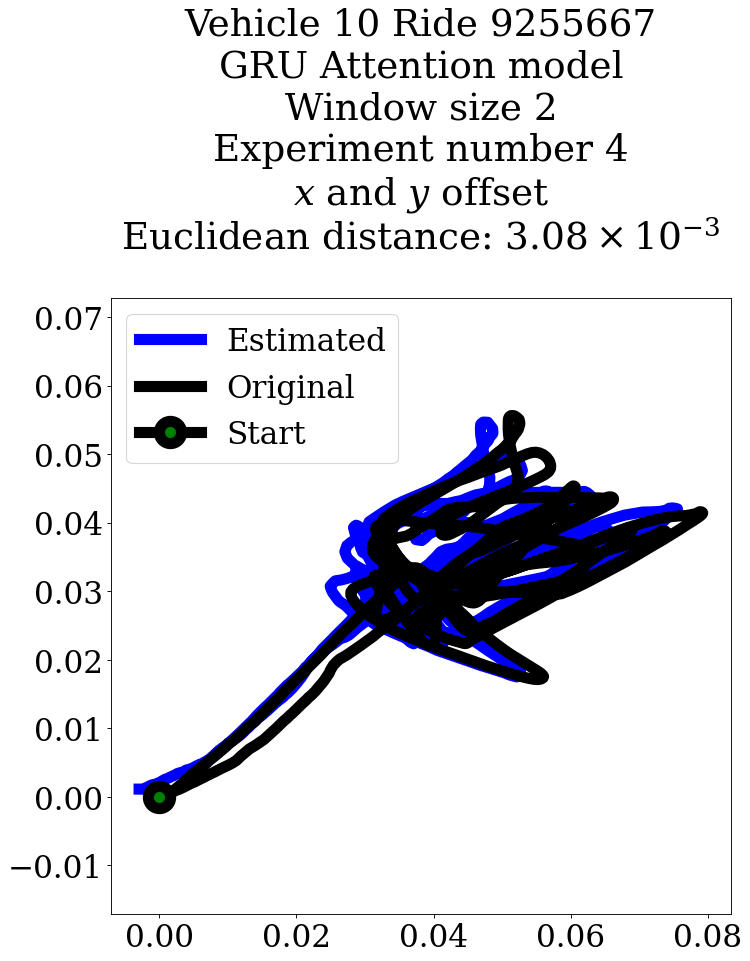 Vehicle 10 Ride 9255667
GRU Attention model
Window size 2
Experiment number 4
x and y offset
Euclidean distance: 3.08 × 10⁻³
0.07
0.06
0.05
0.04
0.03
0.02
0.01
0.00
−0.01
Estimated
Original
Start
0.00 0.02 0.04 0.06 0.08